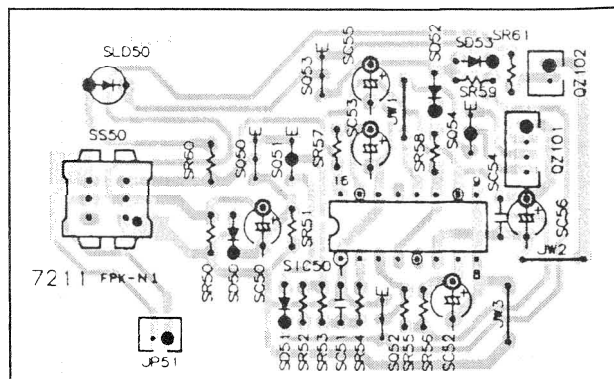 SLD50
SS50
SR60
SQ50
E
SQ51
E
SQ53
E
SC55
SR57
SC53
JW1
SD52
SR58
SQ54
E
SD53
SR59
SR61
QZ102
QZ101
SC54
SC56
JW2
16
9
8
SR50
SD50
SC50
SR51
SIC50
7211 FPK-N1
JP51
SD51
SR52
SR53
SC51
SR54
E
SQ52
SR55
SR56
SC52
JW3